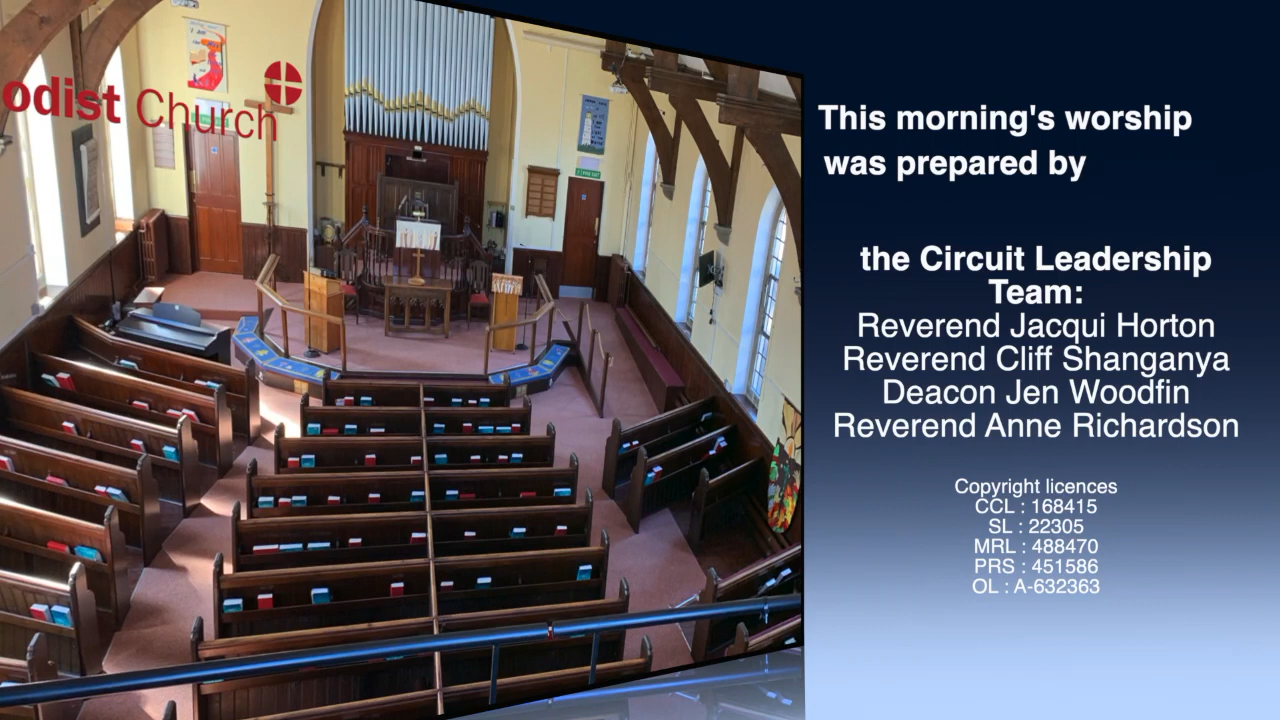 odist Church
This morning's worship
was prepared by
the Circuit Leadership
Team:
Reverend Jacqui Horton
Reverend Cliff Shanganya
Deacon Jen Woodfin
Reverend Anne Richardson
Copyright licences
CCL : 168415
SL : 22305
MRL : 488470
PRS : 451586
OL : A-632363